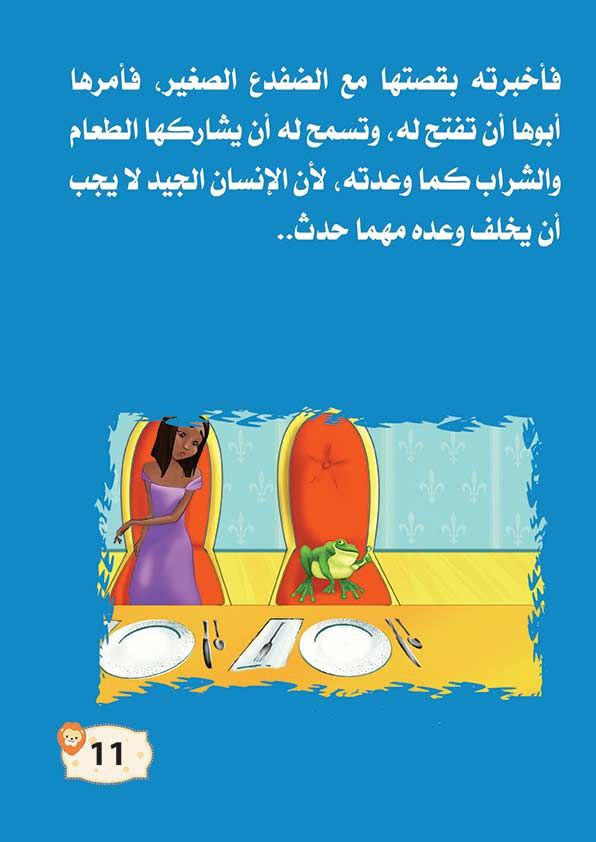 فأخبرته بقصتها مع الضفدع الصغير، فأمرها
أبوها أن تفتح له، وتسمح له أن يشاركها الطعام
والشراب كما وعدته، لأن الإنسان الجيد لا يجب
أن يخلف وعده مهما حدث..
11